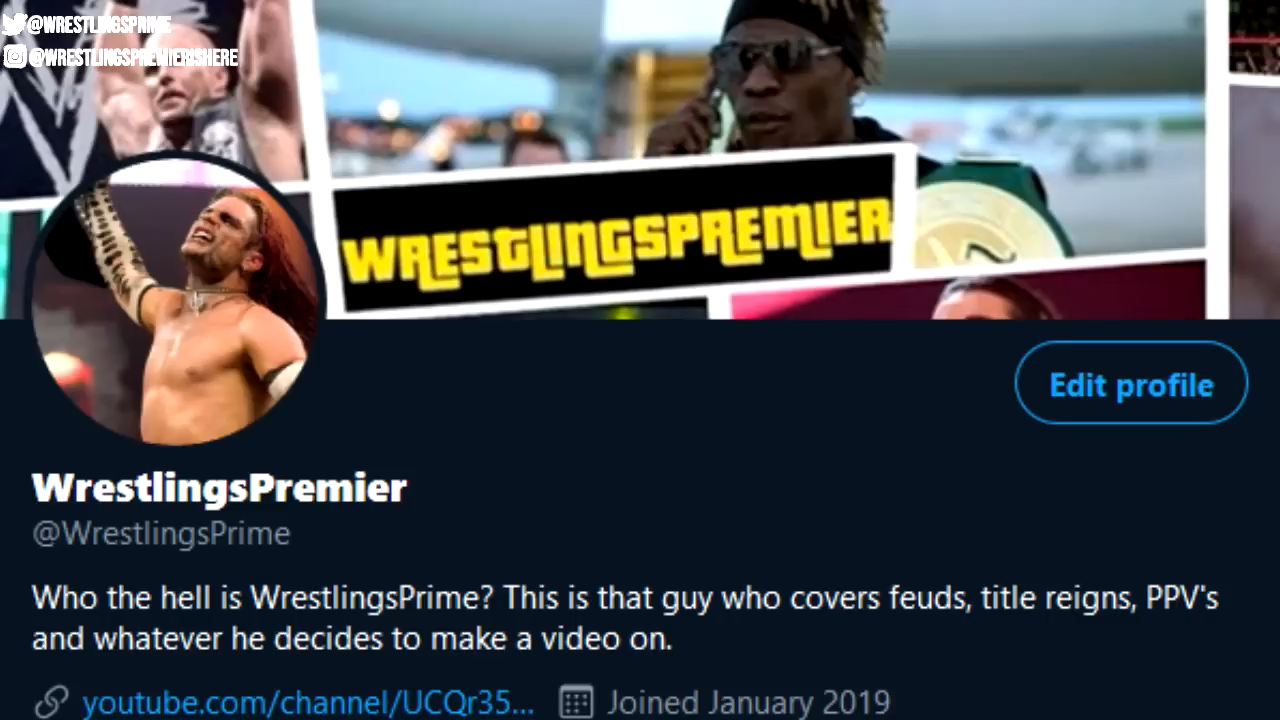 @WRESTLINGSPRIME
@WRESTLINGSPREMIERISHERE
WRESTLINGSPREMIER
Edit profile
WrestlingsPremier
@WrestlingsPrime
Who the hell is WrestlingsPrime? This is that guy who covers feuds, title reigns, PPV's
and whatever he decides to make a video on.
youtube.com/channel/UCQr35... Joined January 2019